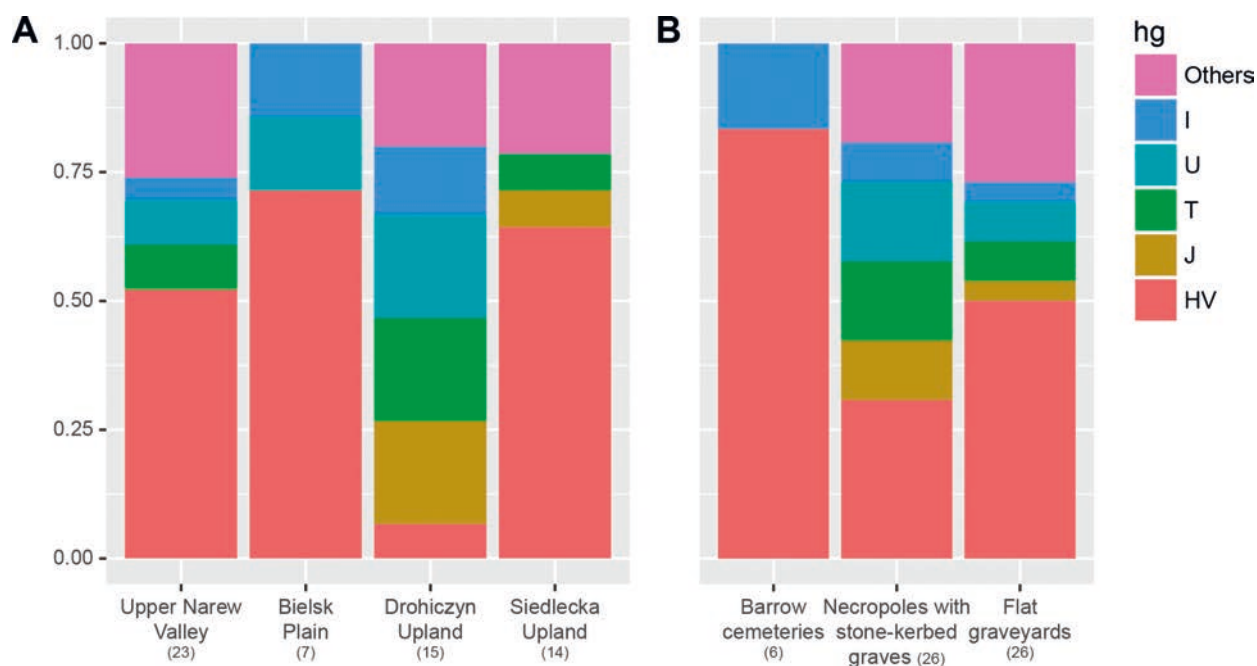 A
B
hg
Others
I
U
T
J
HV
1.00
0.75
0.50
0.25
0.00
Upper Narew
Valley
(23)
Bielsk
Plain
(7)
Drohiczyn
Upland
(15)
Siedlecka
Upland
(14)
Barrow
cemeteries
(6)
Necropoles with
stone-kerbed
graves (26)
Flat
graveyards
(26)